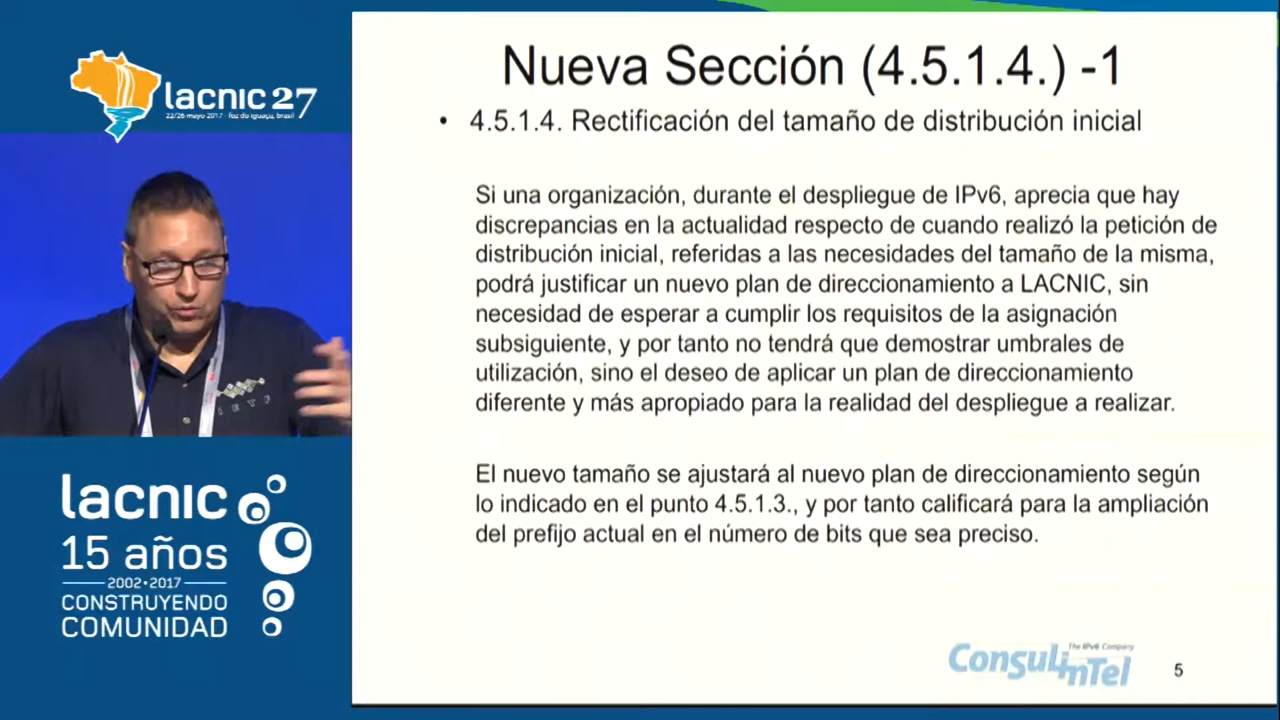 lacnic 27
22/26 mayo 2017 - foz do iguaçu, brasil
Nueva Sección (4.5.1.4.) -1
• 4.5.1.4. Rectificación del tamaño de distribución inicial
Si una organización, durante el despliegue de IPv6, aprecia que hay
discrepancias en la actualidad respecto de cuando realizó la petición de
distribución inicial, referidas a las necesidades del tamaño de la misma,
podrá justificar un nuevo plan de direccionamiento a LACNIC, sin
necesidad de esperar a cumplir los requisitos de la asignación
subsiguiente, y por tanto no tendrá que demostrar umbrales de
utilización, sino el deseo de aplicar un plan de direccionamiento
diferente y más apropiado para la realidad del despliegue a realizar.
El nuevo tamaño se ajustará al nuevo plan de direccionamiento según
lo indicado en el punto 4.5.1.3., y por tanto calificará para la ampliación
del prefijo actual en el número de bits que sea preciso.
IETF
lacnic
15 años
2002•2017
CONSTRUYENDO
COMUNIDAD
The IPv6 Company
Consulintel
5